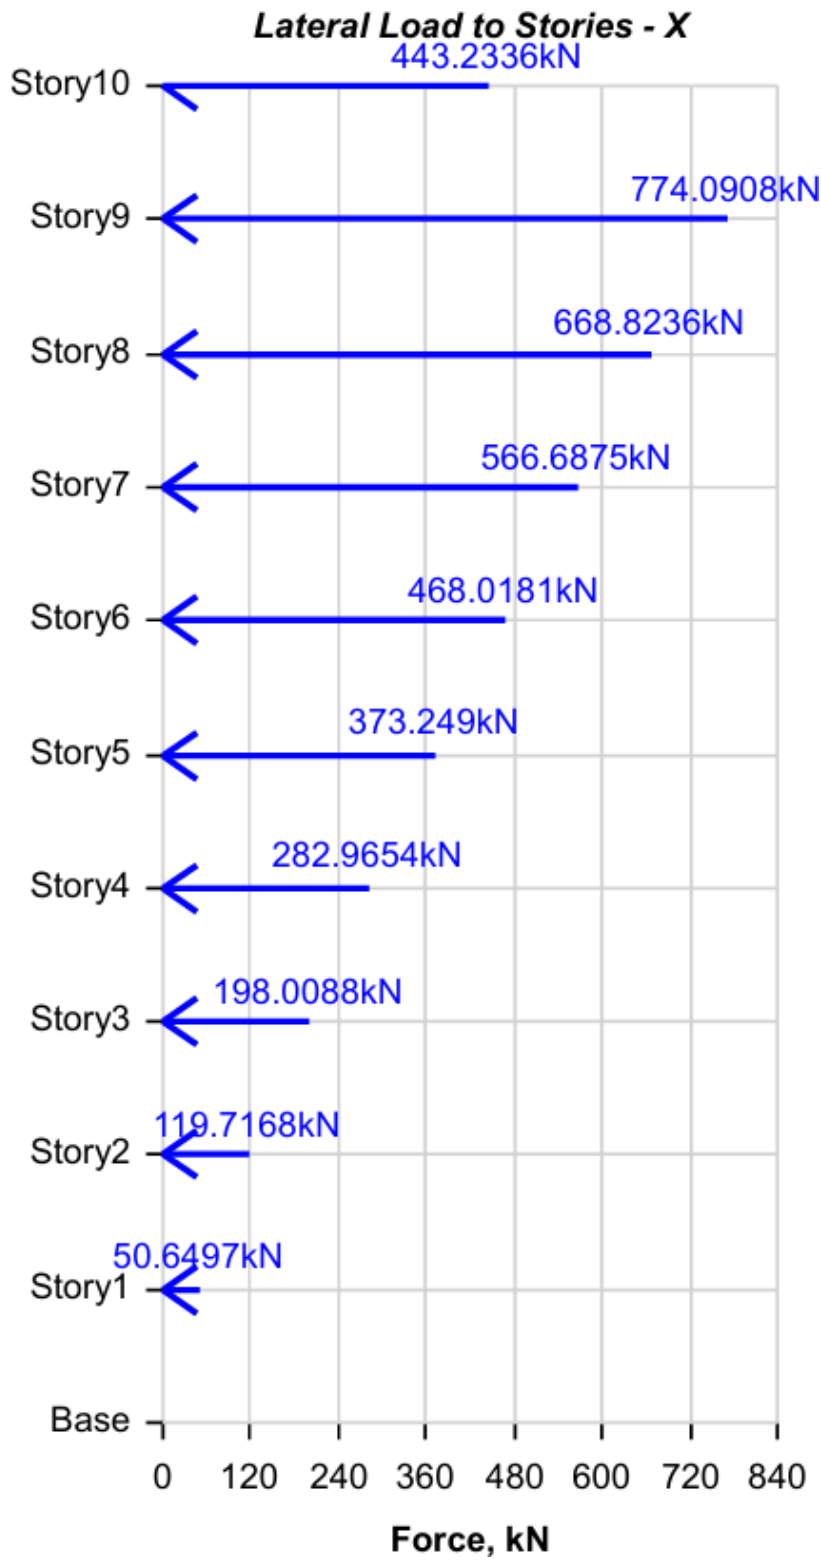 Lateral Load to Stories - X
443.2336kN
Story10
774.0908kN
Story9
668.8236kN
Story8
566.6875kN
Story7
468.0181kN
Story6
373.249kN
Story5
282.9654kN
Story4
198.0088kN
Story3
119.7168kN
Story2
50.6497kN
Story1
Base
0 120 240 360 480 600 720 840
Force, kN